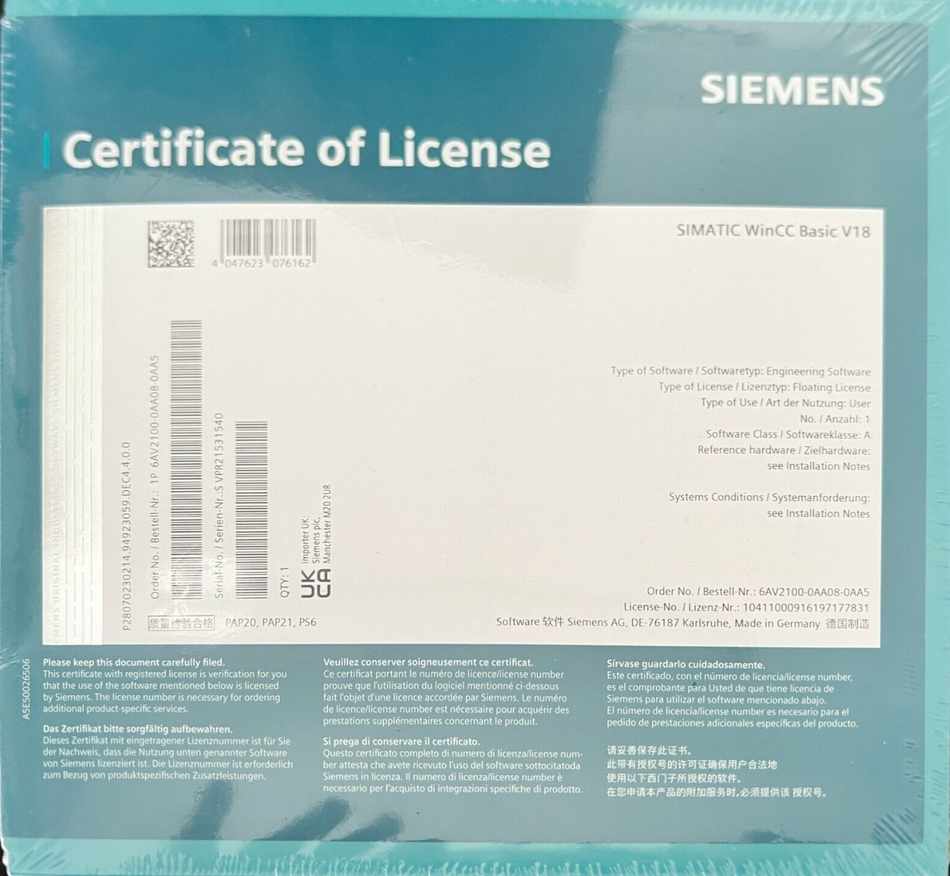 SIEMENS
Certificate of License
4 047623 076162
SIMATIC WinCC Basic V18
Type of Software / Softwaretyp: Engineering Software
Type of License / Lizenztyp: Floating License
Type of Use / Art der Nutzung: User
No. / Anzahl: 1
Software Class / Softwareklasse: A
Reference hardware / Zielhardware:
see Installation Notes
Systems Conditions / Systemanforderung:
see Installation Notes
P28070230214.94923059.DEC4.4.0.0
Order No. / Bestell-Nr.: 1P 6AV2100-0AA08-0AA5
Serial-No. / Serien-Nr.:S VPR21531540
QTY: 1
UK
CA
Importer UK:
Siemens plc,
Manchester M20 2UR
质量检验合格 PAP20, PAP21, PS6
Order No. / Bestell-Nr.: 6AV2100-0AA08-0AA5
License-No. / Lizenz-Nr.: 10411000916197177831
Software 软件 Siemens AG, DE-76187 Karlsruhe, Made in Germany 德国制造
A5E50026506
Please keep this document carefully filed.
This certificate with registered license is verification for you
that the use of the software mentioned below is licensed
by Siemens. The license number is necessary for ordering
additional product-specific services.
Das Zertifikat bitte sorgfältig aufbewahren.
Dieses Zertifikat mit eingetragener Lizenznummer ist für Sie
der Nachweis, dass die Nutzung unten genannter Software
von Siemens lizenziert ist. Die Lizenznummer ist erforderlich
zum Bezug von produktspezifischen Zusatzleistungen.
Veuillez conserver soigneusement ce certificat.
Ce certificat portant le numéro de licence/license number
prouve que l'utilisation du logiciel mentionné ci-dessous
fait l'objet d'une licence accordée par Siemens. Le numéro
de licence/license number est nécessaire pour acquérir des
prestations supplémentaires concernant le produit.
Si prega di conservare il certificato.
Questo certificato completo di numero di licenza/license num-
ber attesta che avete ricevuto l'uso del software sottocitatoda
Siemens in licenza. Il numero di licenza/license number è
necessario per l'acquisto di integrazioni specifiche di prodotto.
Sírvase guardarlo cuidadosamente.
Este certificado, con el número de licencia/license number,
es el comprobante para Usted de que tiene licencia de
Siemens para utilizar el software mencionado abajo.
El número de licencia/license number es necesario para el
pedido de prestaciones adicionales específicas del producto.
请妥善保存此证书。
此带有授权号的许可证确保用户合法地
使用以下西门子所授权的软件。
在您申请本产品的附加服务时,必须提供该 授权号。